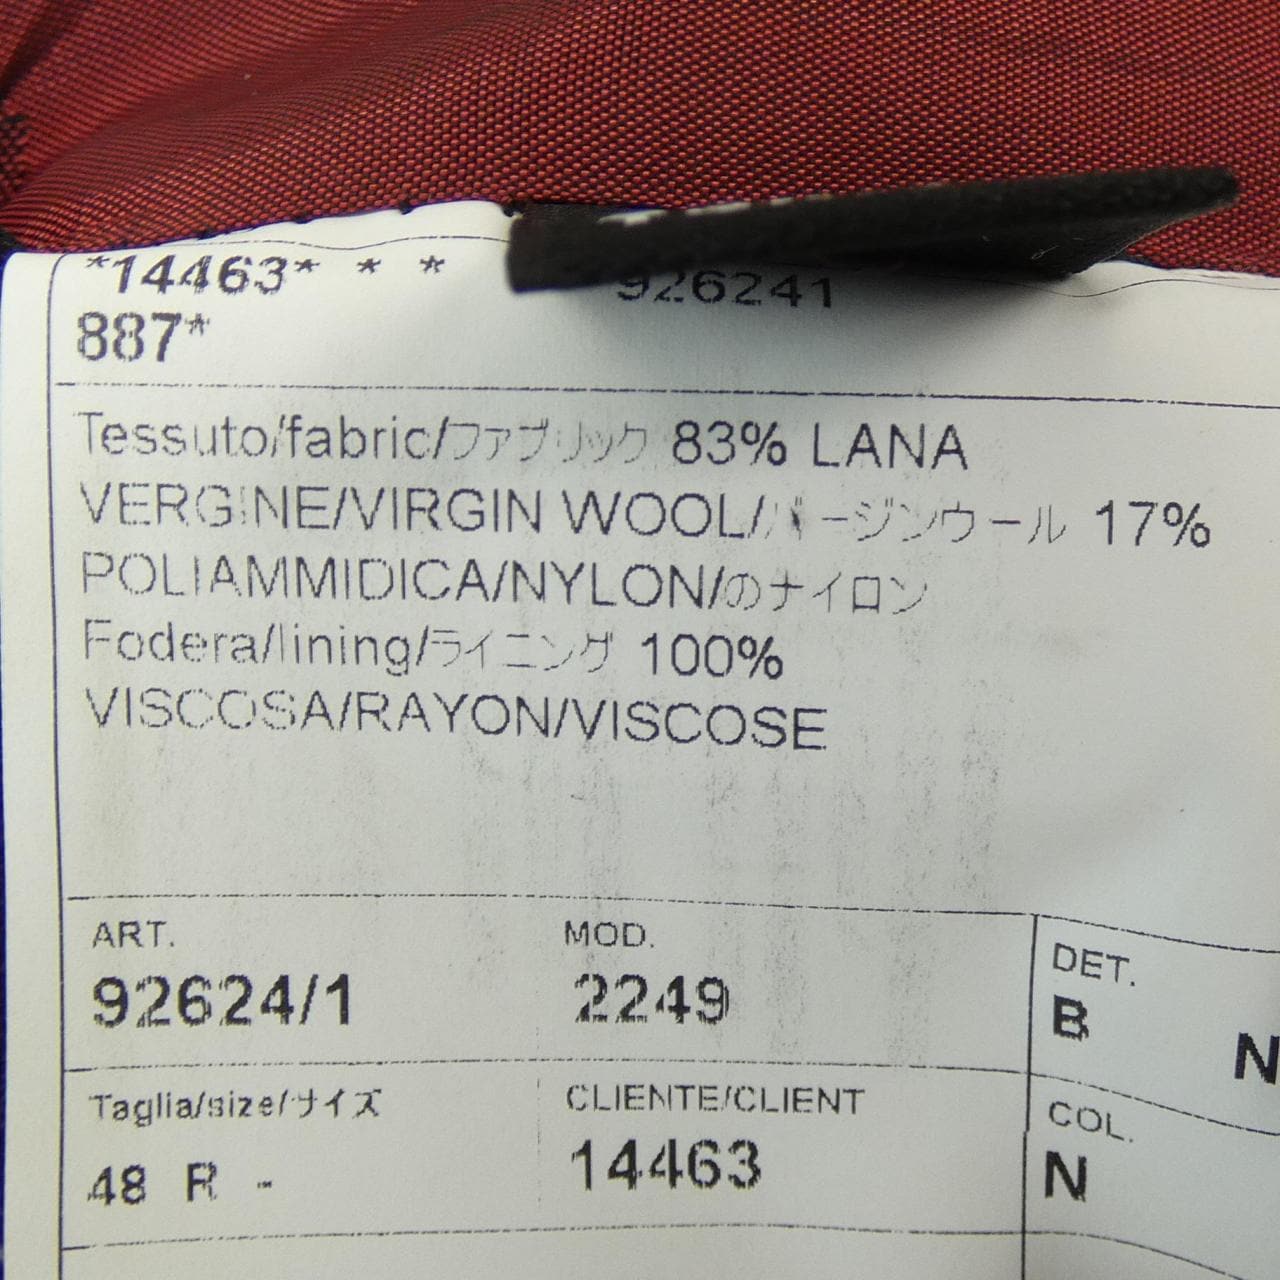 *14463* * * 926241
887*
Tessuto/fabric/ファブリック 83% LANA
VERGINE/VIRGIN WOOL/バージンウール 17%
POLIAMMIDICA/NYLON/のナイロン
Fodera/lining/ライニング 100%
VISCOSA/RAYON/VISCOSE
ART. MOD. DET.
92624/1 2249 B N
Taglia/size/サイズ CLIENTE/CLIENT COL.
48 R - 14463 N